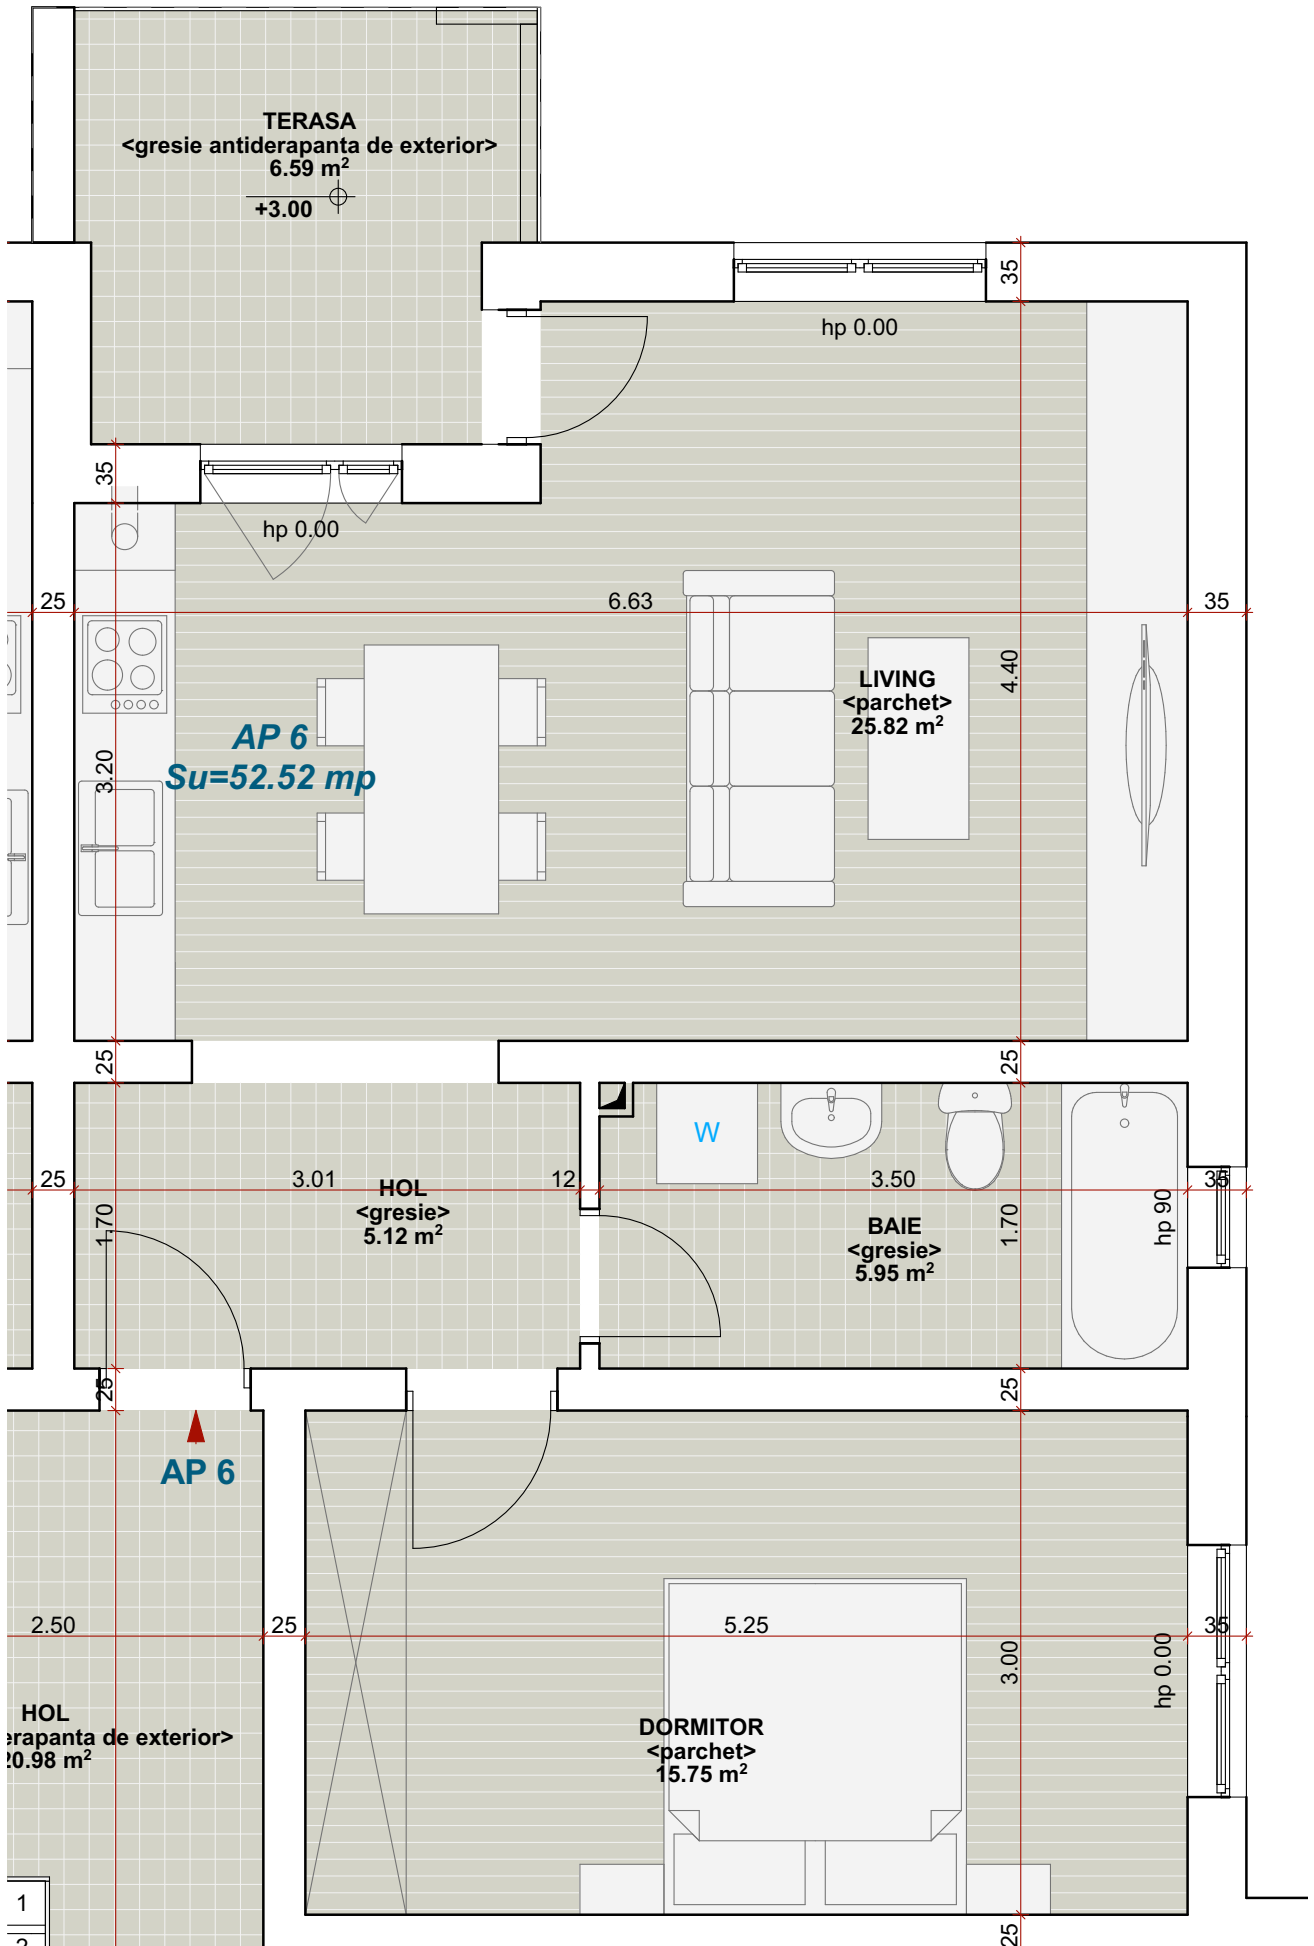 TERASA
<gresie antiderapanta de exterior>
6.59 m²
+3.00
35
hp 0.00
35
hp 0.00
25
6.63
35
LIVING
<parchet>
25.82 m²
4.40
AP 6
Su=52.52 mp
3.20
25
25
W
25
3.01
12
3.50
35
HOL
<gresie>
5.12 m²
1.70
BAIE
<gresie>
5.95 m²
1.70
hp 90
25
25
AP 6
2.50
25
5.25
35
3.00
hp 0.00
HOL
erapanta de exterior>
20.98 m²
DORMITOR
<parchet>
15.75 m²
1
2
25